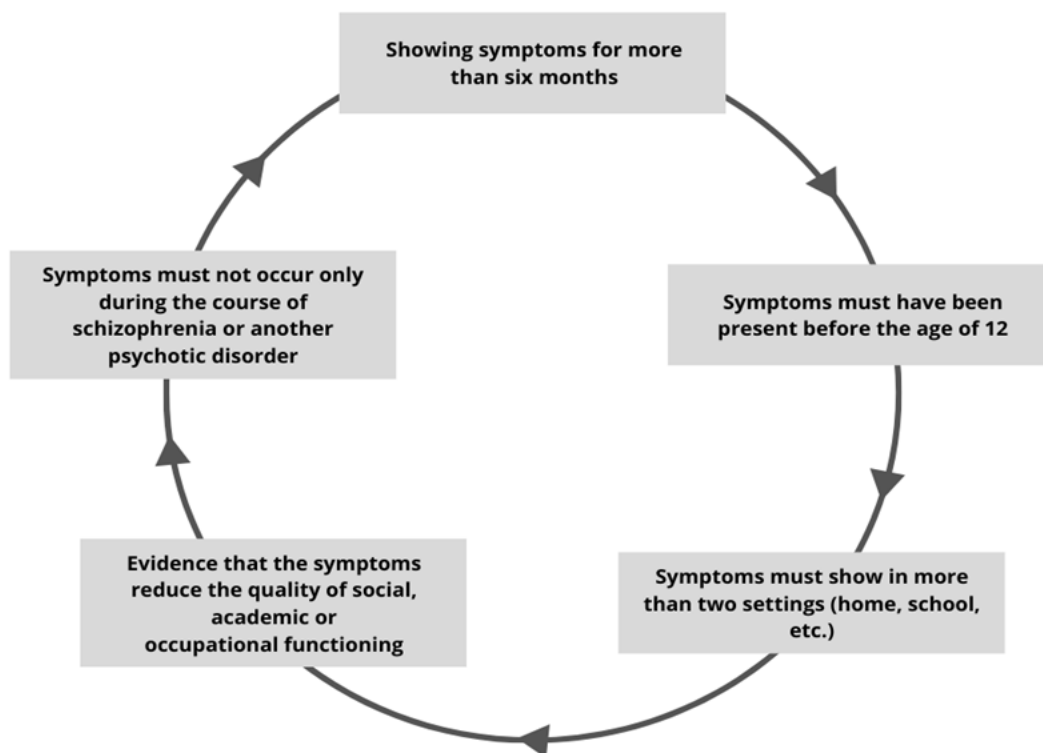 Showing symptoms for more
than six months
Symptoms must have been
present before the age of 12
Symptoms must show in more
than two settings (home, school,
etc.)
Evidence that the symptoms
reduce the quality of social,
academic or
occupational functioning
Symptoms must not occur only
during the course of
schizophrenia or another
psychotic disorder